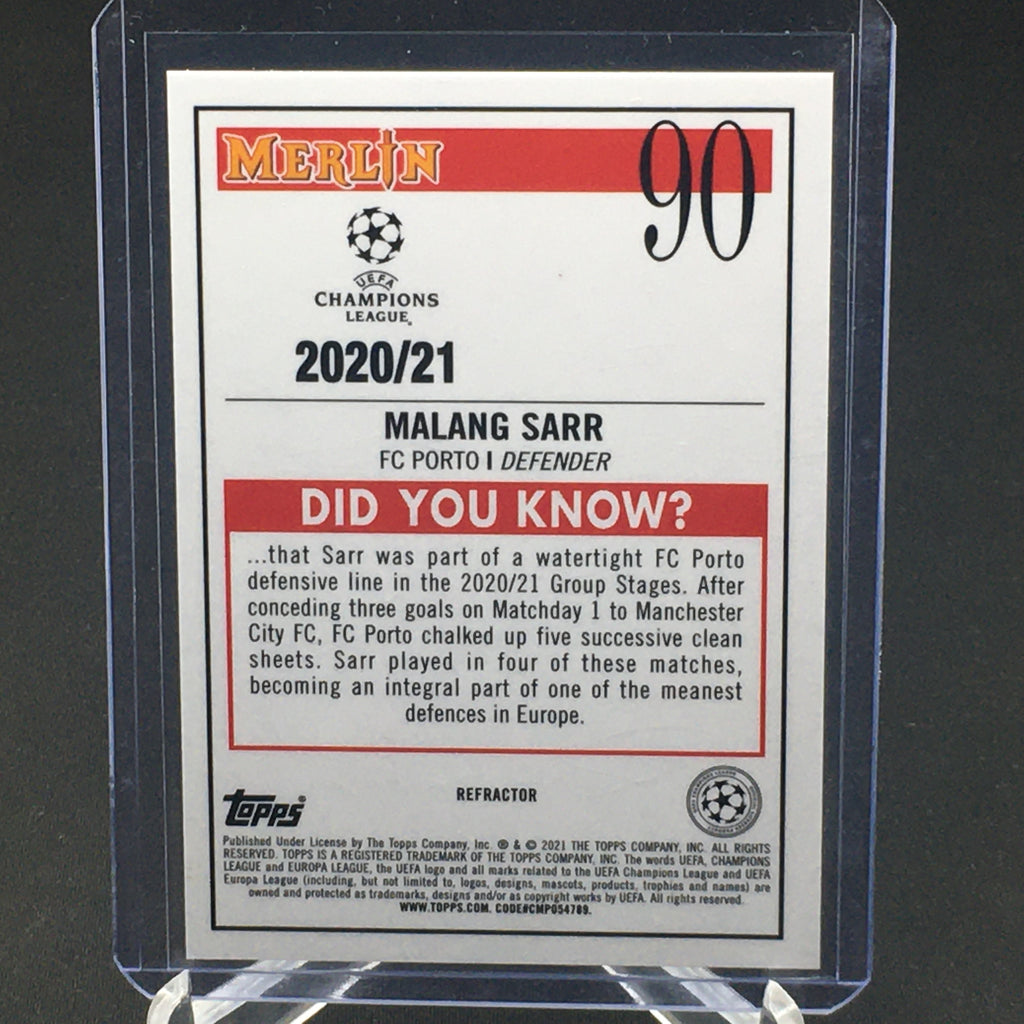 MERLIN
90
UEFA
CHAMPIONS
LEAGUE
2020/21
MALANG SARR
FC PORTO | DEFENDER
DID YOU KNOW?
...that Sarr was part of a watertight FC Porto
defensive line in the 2020/21 Group Stages. After
conceding three goals on Matchday 1 to Manchester
City FC, FC Porto chalked up five successive clean
sheets. Sarr played in four of these matches,
becoming an integral part of one of the meanest
defences in Europe.
topps®
REFRACTOR
Published Under License by The Topps Company, Inc. ® & © 2021 THE TOPPS COMPANY, INC. ALL RIGHTS
RESERVED. TOPPS IS A REGISTERED TRADEMARK OF THE TOPPS COMPANY, INC. The words UEFA, CHAMPIONS
LEAGUE and EUROPA LEAGUE, the UEFA logo and all marks related to the UEFA Champions League and UEFA
Europa League (including, but not limited to, logos, designs, mascots, products, trophies and names) are
owned and protected as trademarks, designs and/or as copyright works by UEFA. All rights reserved.
WWW.TOPPS.COM. CODE#CMP054789.